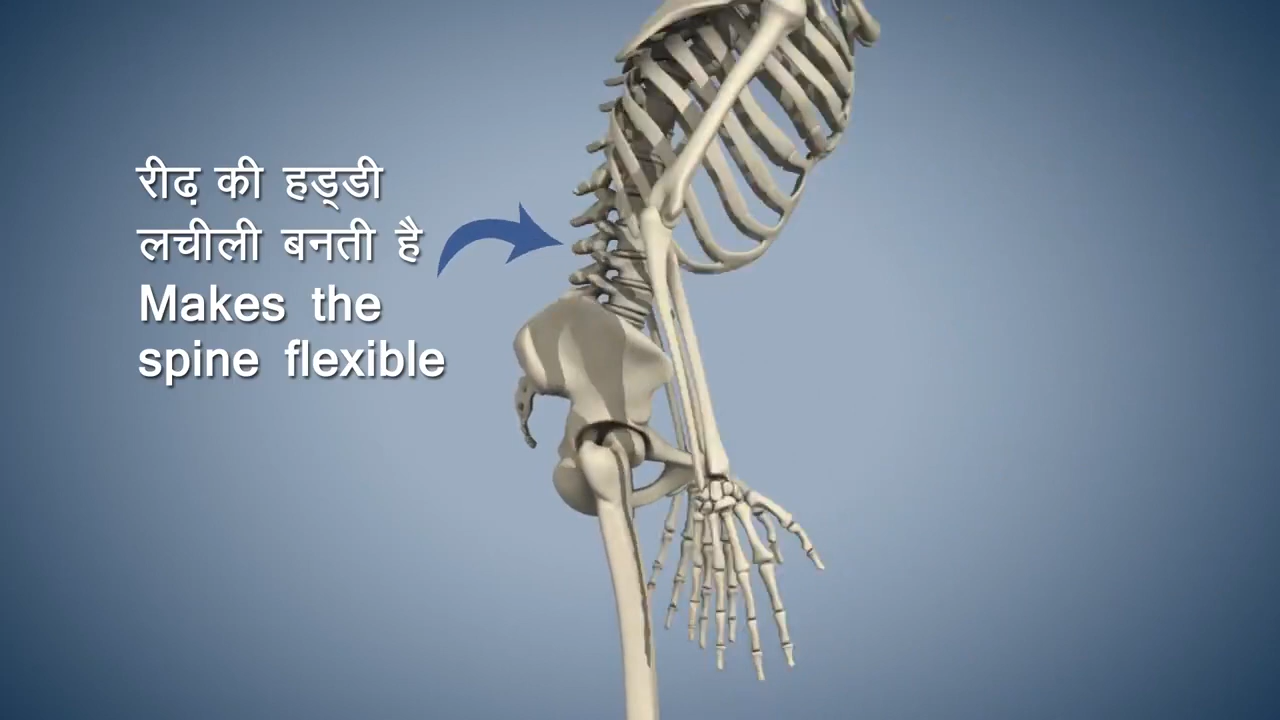 रीढ़ की हड्डी
लचीली बनती है
Makes the
spine flexible